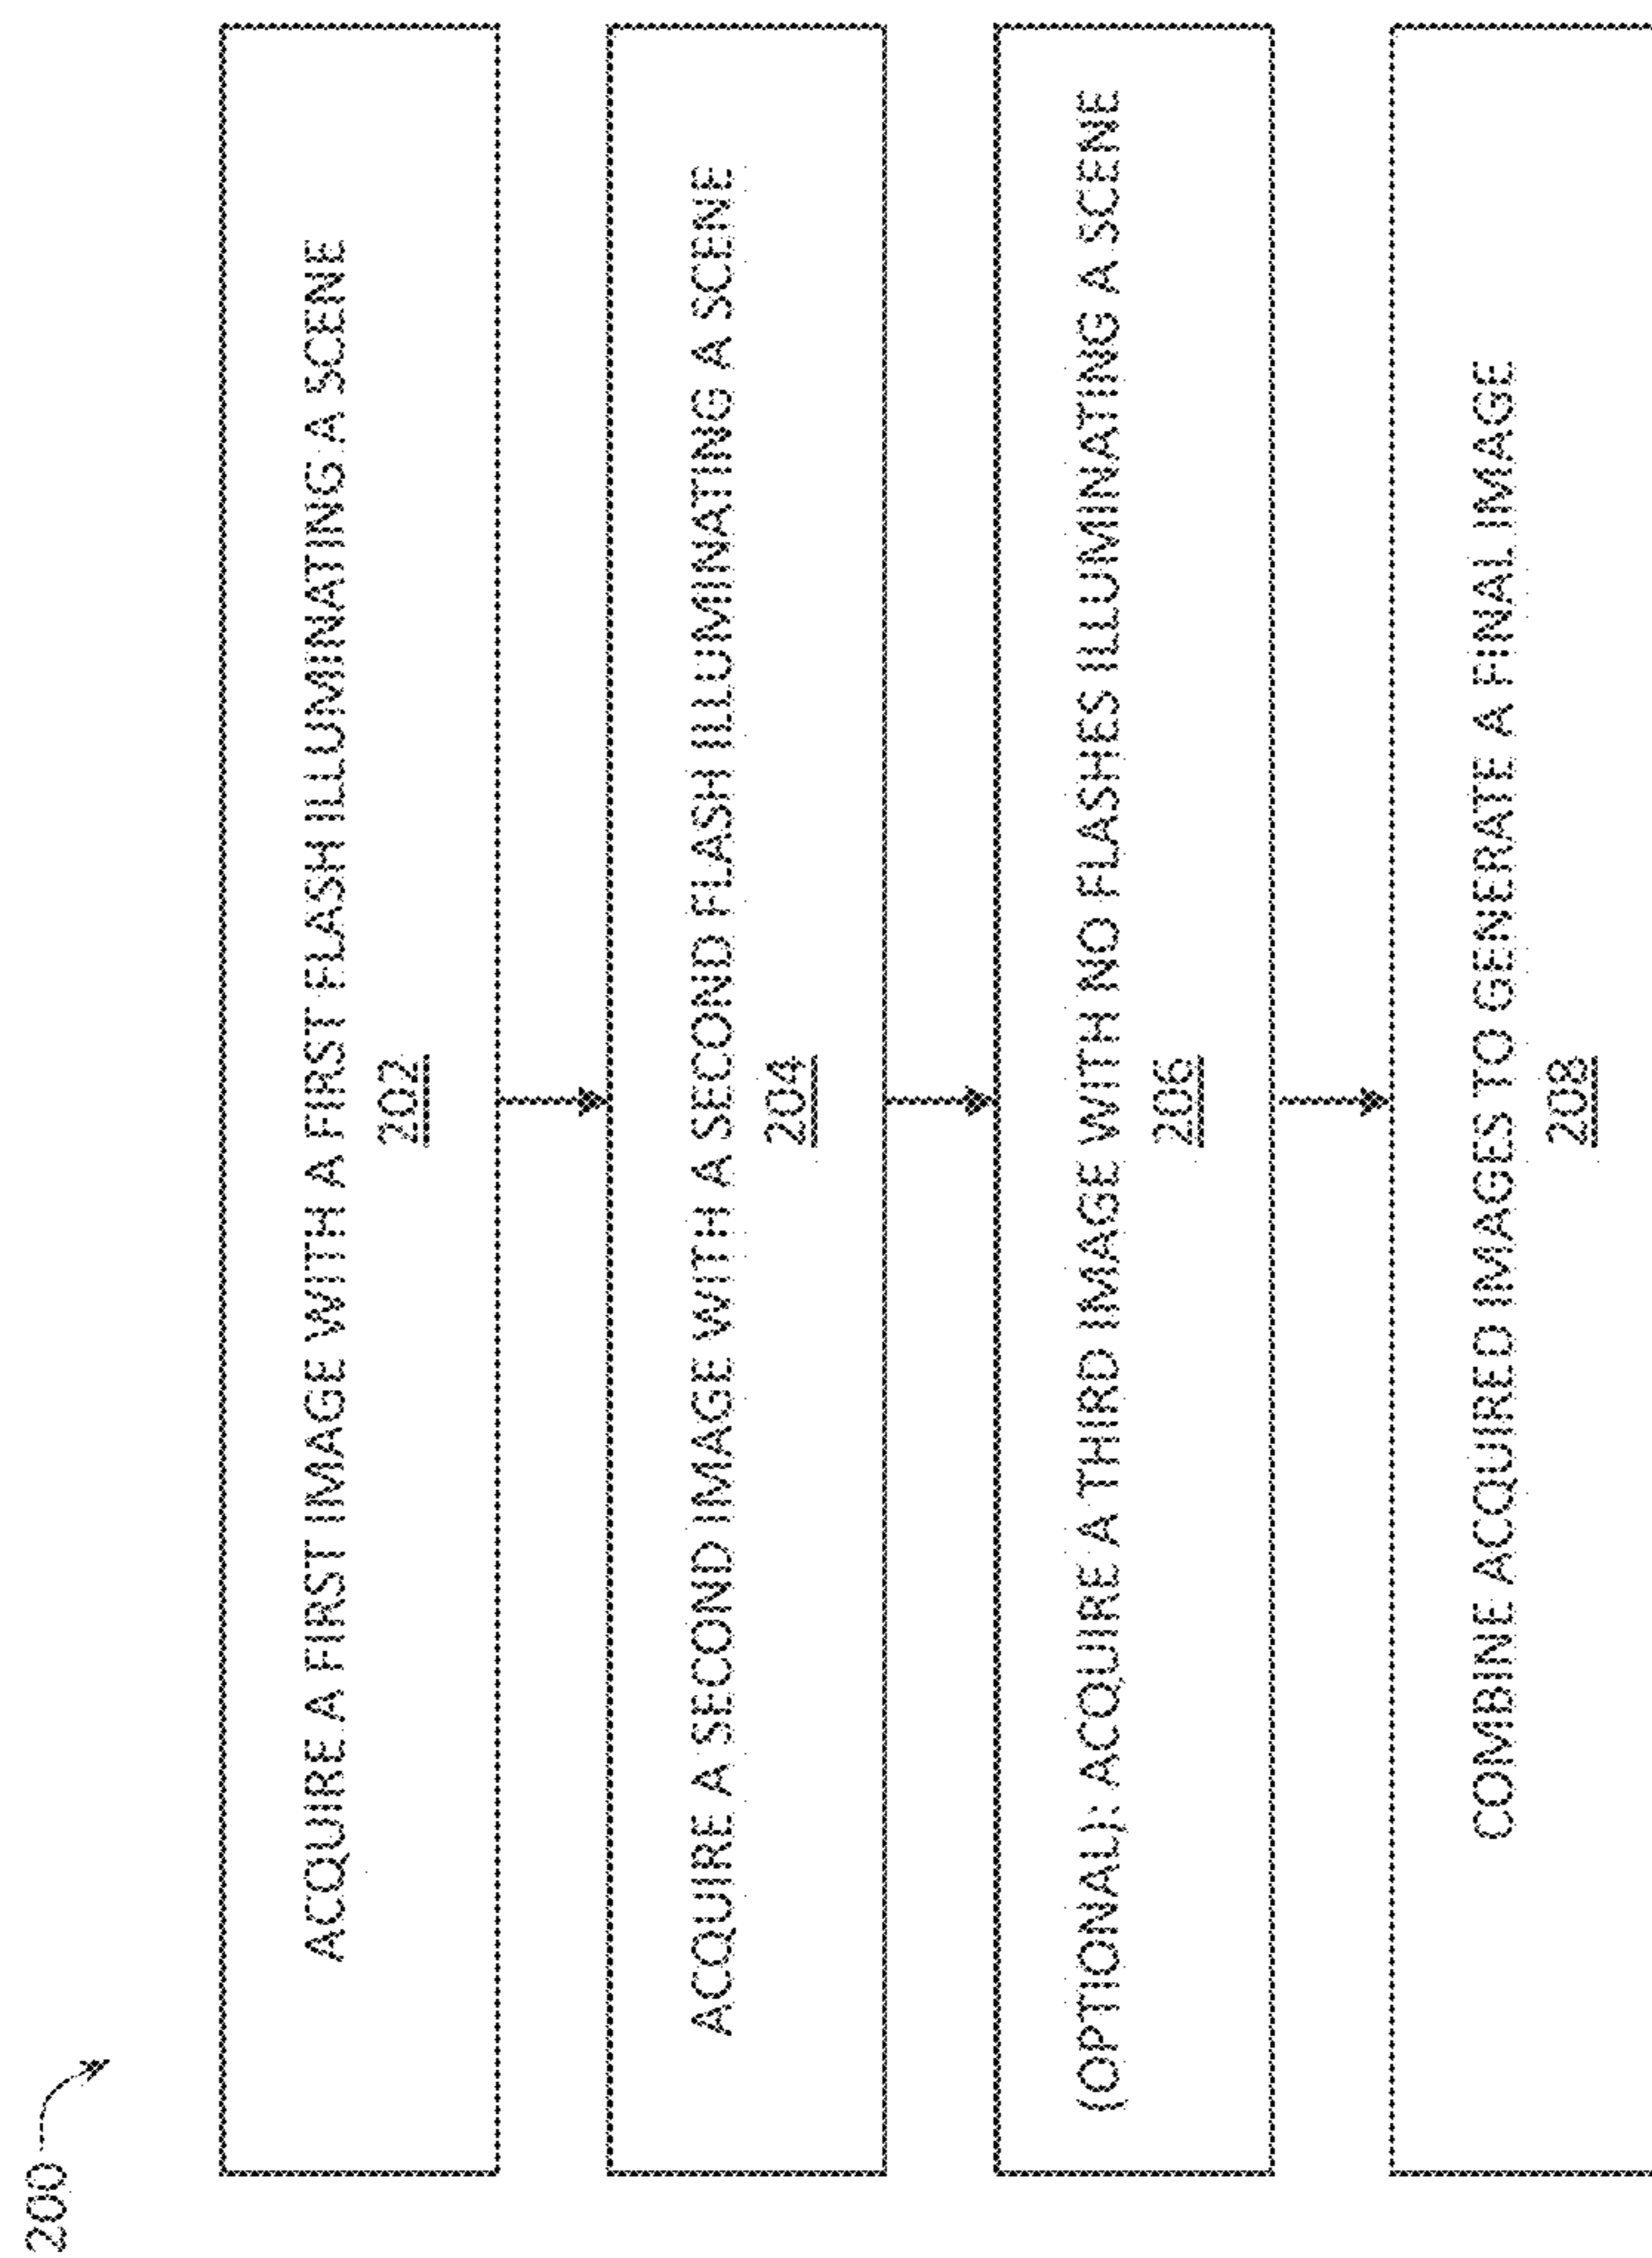 200
ACQUIRE A FIRST IMAGE WITH A FIRST FLASH ILLUMINATING A SCENE
202
ACQUIRE A SECOND IMAGE WITH A SECOND FLASH ILLUMINATING A SCENE
204
(OPTIONAL): ACQUIRE A THIRD IMAGE WITH NO FLASHES ILLUMINATING A SCENE
206
COMBINE ACQUIRED IMAGES TO GENERATE A FINAL IMAGE
208